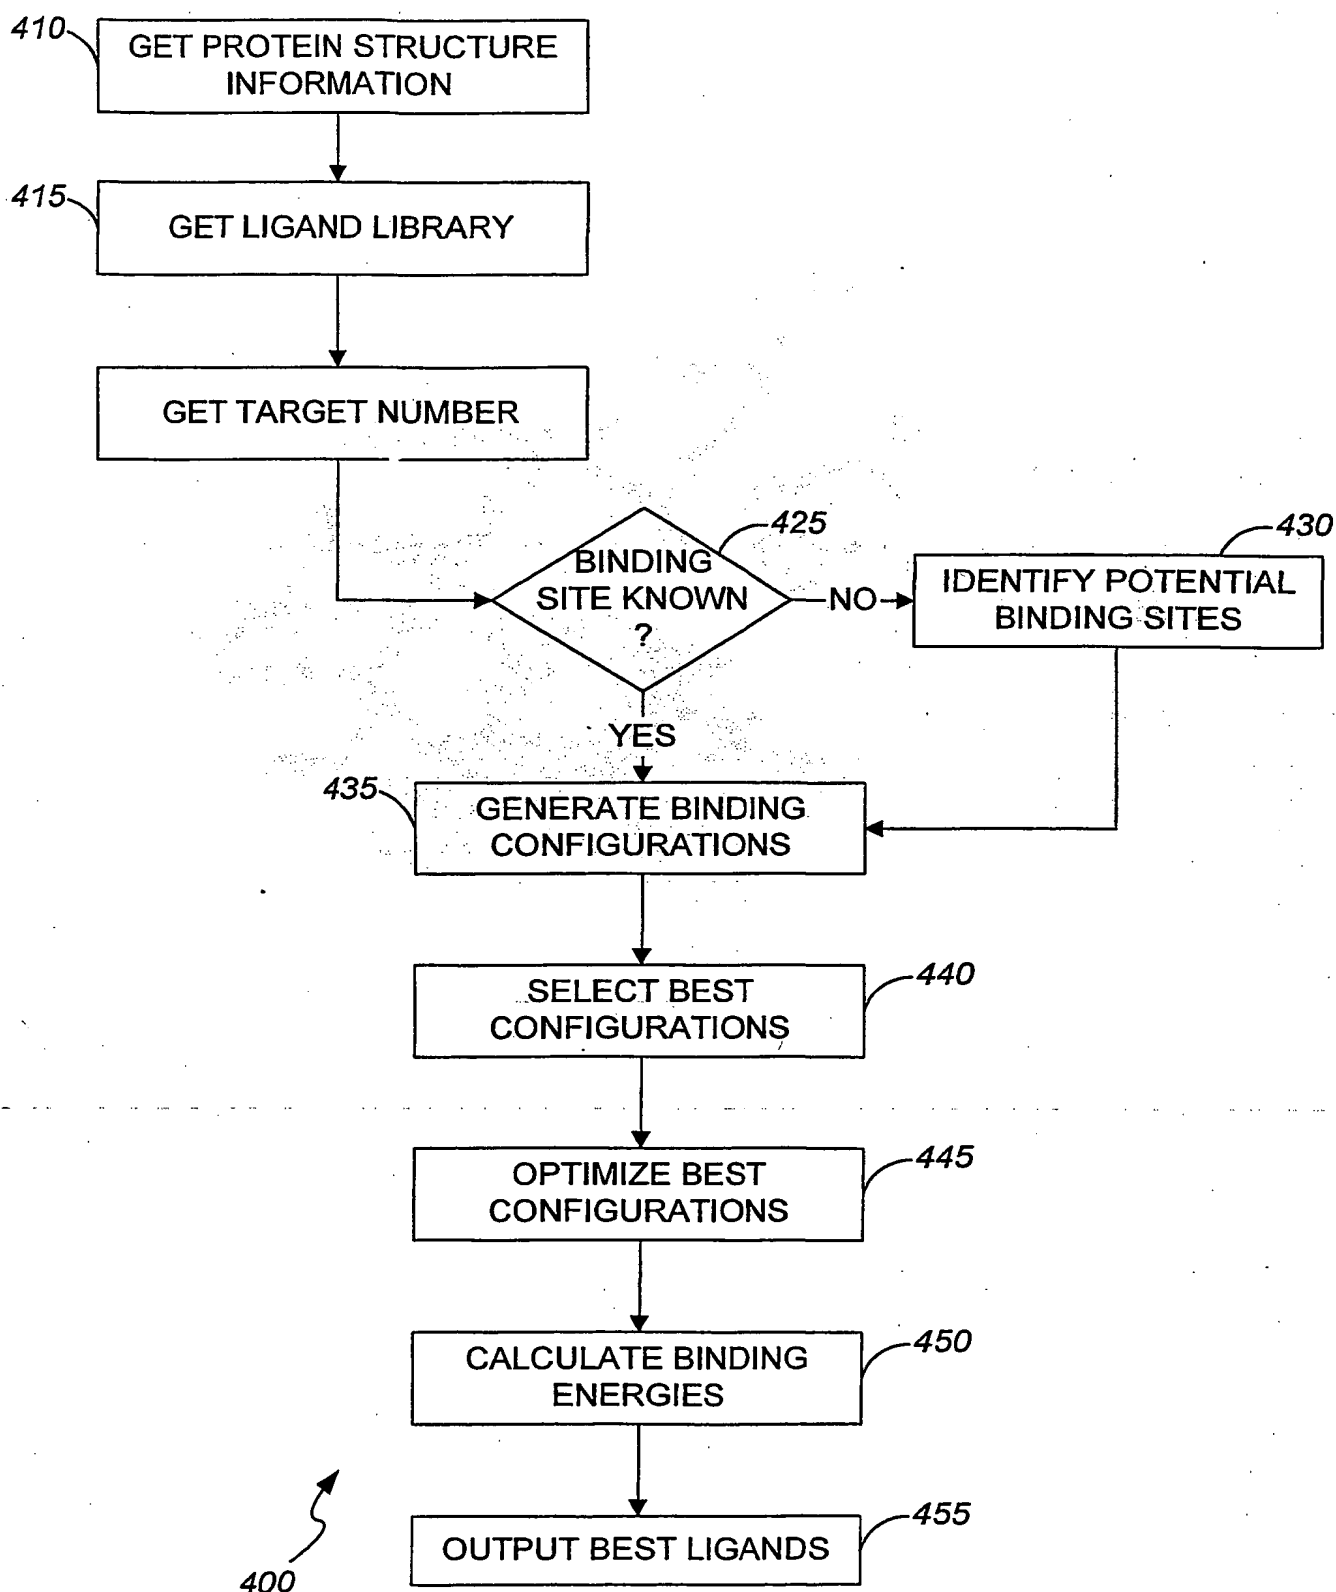 410
GET PROTEIN STRUCTURE
INFORMATION
415
GET LIGAND LIBRARY
GET TARGET NUMBER
425
BINDING
SITE KNOWN
?
NO
430
IDENTIFY POTENTIAL
BINDING SITES
YES
435
GENERATE BINDING
CONFIGURATIONS
440
SELECT BEST
CONFIGURATIONS
445
OPTIMIZE BEST
CONFIGURATIONS
450
CALCULATE BINDING
ENERGIES
455
OUTPUT BEST LIGANDS
400